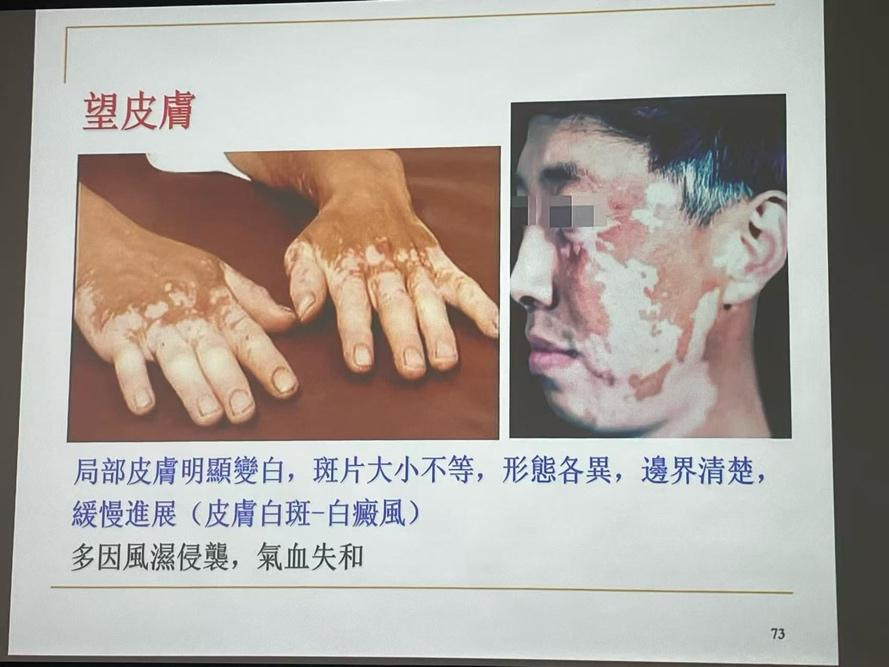 望皮膚
局部皮膚明顯變白，斑片大小不等，形態各異，邊界清楚，
緩慢進展（皮膚白斑-白癜風）
多因風濕侵襲，氣血失和
73